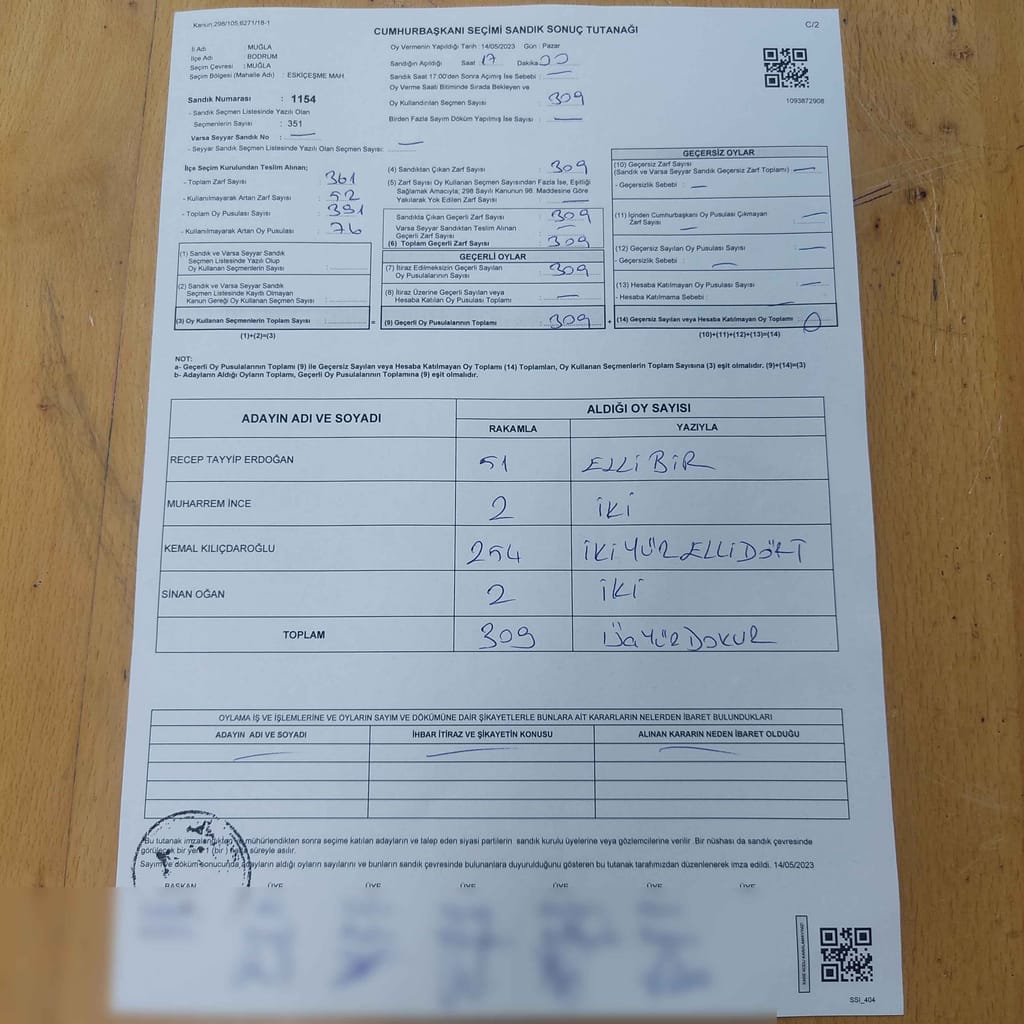 Kanun:298/105,6271/18-1
CUMHURBAŞKANI SEÇİMİ SANDIK SONUÇ TUTANAĞI
C/2
İl Adı : MUĞLA
İlçe Adı : BODRUM
Seçim Çevresi : MUĞLA
Seçim Bölgesi (Mahalle Adı) : ESKİÇEŞME MAH
Oy Vermenin Yapıldığı Tarih :14/05/2023 Gün : Pazar
Sandığın Açıldığı Saat : 17 Dakika: 00
Sandık Saat 17:00'den Sonra Açımış İse Sebebi : —
Oy Verme Saati Bitiminde Sırada Bekleyen ve
Oy Kullandırılan Seçmen Sayısı : 309
Birden Fazla Sayım Döküm Yapılmış İse Sayısı : —
1093872908
Sandık Numarası : 1154
- Sandık Seçmen Listesinde Yazılı Olan
Seçmenlerin Sayısı : 351
Varsa Seyyar Sandık No : —
- Seyyar Sandık Seçmen Listesinde Yazılı Olan Seçmen Sayısı: —
İlçe Seçim Kurulundan Teslim Alınan;
- Toplam Zarf Sayısı : 361
- Kullanılmayarak Artan Zarf Sayısı : 52
- Toplam Oy Pusulası Sayısı : 391
- Kullanılmayarak Artan Oy Pusulası : 76
(1) Sandık ve Varsa Seyyar Sandık
Seçmen Listesinde Yazılı Olup
Oy Kullanan Seçmenlerin Sayısı :
(2) Sandık ve Varsa Seyyar Sandık
Seçmen Listesinde Kayıtlı Olmayan
Kanun Gereği Oy Kullanan Seçmen Sayısı :
(3) Oy Kullanan Seçmenlerin Toplam Sayısı : =
(1)+(2)=(3)
(4) Sandıktan Çıkan Zarf Sayısı : 309
(5) Zarf Sayısı Oy Kullanan Seçmen Sayısından Fazla İse, Eşitliği
Sağlamak Amacıyla; 298 Sayılı Kanunun 98. Maddesine Göre
Yakılarak Yok Edilen Zarf Sayısı : —
Sandıkta Çıkan Geçerli Zarf Sayısı : 309
Varsa Seyyar Sandıktan Teslim Alınan
Geçerli Zarf Sayısı : —
(6) Toplam Geçerli Zarf Sayısı : 309
GEÇERLİ OYLAR
(7) İtiraz Edilmeksizin Geçerli Sayılan
Oy Pusulalarının Sayısı : 309
(8) İtiraz Üzerine Geçerli Sayılan veya
Hesaba Katılan Oy Pusulası Toplamı : —
(9) Geçerli Oy Pusulalarının Toplamı : 309 +
GEÇERSİZ OYLAR
(10) Geçersiz Zarf Sayısı
(Sandık ve Varsa Seyyar Sandık Geçersiz Zarf Toplamı) : —
- Geçersizlik Sebebi : —
(11) İçinden Cumhurbaşkanı Oy Pusulası Çıkmayan
Zarf Sayısı : —
(12) Geçersiz Sayılan Oy Pusulası Sayısı : —
- Geçersizlik Sebebi : —
(13) Hesaba Katılmayan Oy Pusulası Sayısı : —
- Hesaba Katılmama Sebebi : —
(14) Geçersiz Sayılan veya Hesaba Katılmayan Oy Toplamı : 0
(10)+(11)+(12)+(13)=(14)
NOT:
a- Geçerli Oy Pusulalarının Toplamı (9) ile Geçersiz Sayılan veya Hesaba Katılmayan Oy Toplamı (14) Toplamları, Oy Kullanan Seçmenlerin Toplam Sayısına (3) eşit olmalıdır. (9)+(14)=(3)
b- Adayların Aldığı Oyların Toplamı, Geçerli Oy Pusulalarının Toplamına (9) eşit olmalıdır.
ADAYIN ADI VE SOYADI ALDIĞI OY SAYISI
RAKAMLA YAZIYLA
RECEP TAYYİP ERDOĞAN 51 ELLİ BİR
MUHARREM İNCE 2 İKİ
KEMAL KILIÇDAROĞLU 254 İKİ YÜZ ELLİ DÖRT
SİNAN OĞAN 2 İKİ
TOPLAM 309 ÜÇ YÜZ DOKUZ
OYLAMA İŞ VE İŞLEMLERİNE VE OYLARIN SAYIM VE DÖKÜMÜNE DAİR ŞİKAYETLERLE BUNLARA AİT KARARLARIN NELERDEN İBARET BULUNDUKLARI
ADAYIN ADI VE SOYADI İHBAR İTİRAZ VE ŞİKAYETİN KONUSU ALINAN KARARIN NEDEN İBARET OLDUĞU
Bu tutanak imzalandıktan mühürlendikten sonra seçime katılan adayların ve talep eden siyasi partilerin sandık kurulu üyelerine veya gözlemcilerine verilir .Bir nüshası da sandık çevresinde
görülecek bir yere 1 (bir ) hafta süreyle asılır.
Sayım ve döküm sonucunda adayların aldığı oyların sayılarını ve bunların sandık çevresinde bulunanlara duyurulduğunu gösteren bu tutanak tarafımızdan düzenlenerek imza edildi. 14/05/2023
BAŞKAN ÜYE ÜYE ÜYE ÜYE ÜYE ÜYE
SSI_404